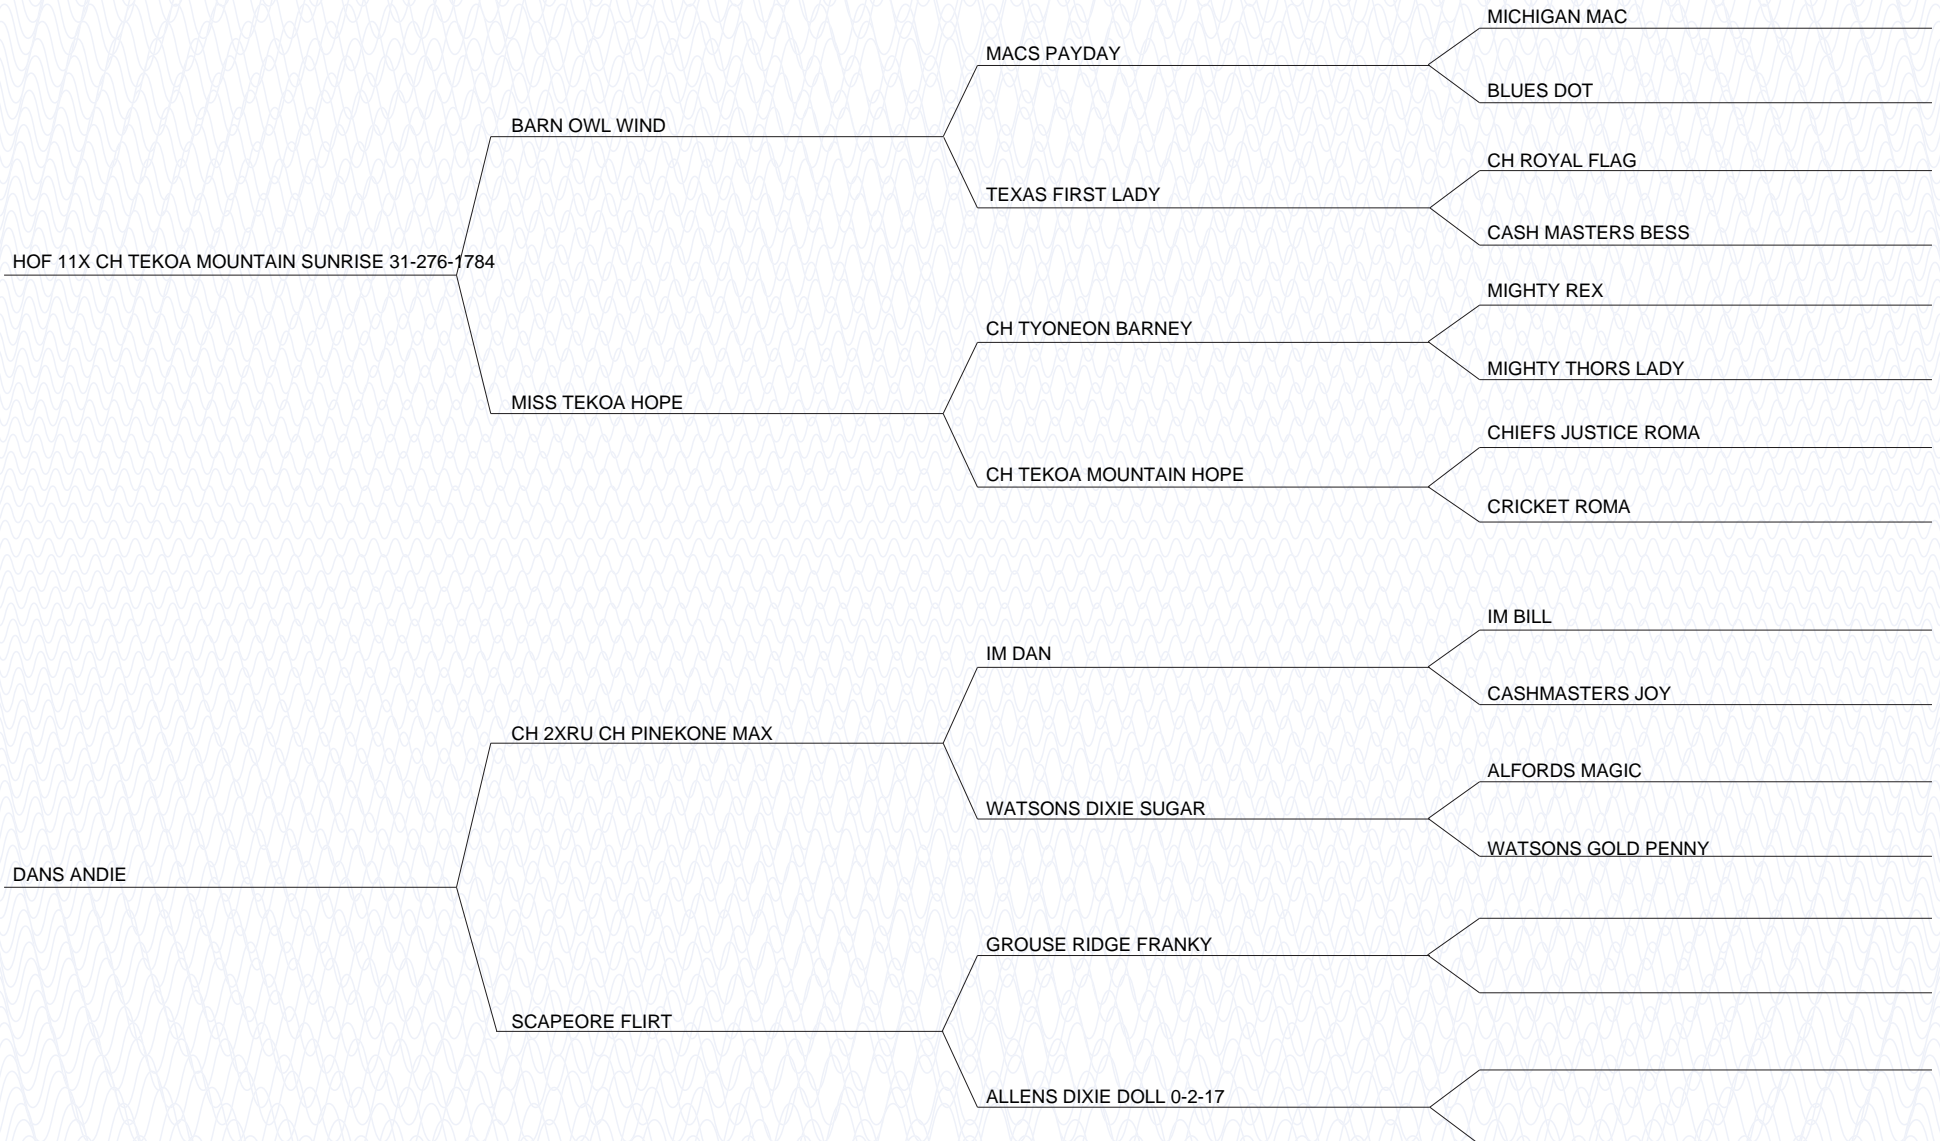 MICHIGAN MAC
MACS PAYDAY
BLUES DOT
BARN OWL WIND
CH ROYAL FLAG
TEXAS FIRST LADY
CASH MASTERS BESS
HOF 11X CH TEKOA MOUNTAIN SUNRISE 31-276-1784
MIGHTY REX
CH TYONEON BARNEY
MIGHTY THORS LADY
MISS TEKOA HOPE
CHIEFS JUSTICE ROMA
CH TEKOA MOUNTAIN HOPE
CRICKET ROMA
IM BILL
IM DAN
CASHMASTERS JOY
CH 2XRU CH PINEKONE MAX
ALFORDS MAGIC
WATSONS DIXIE SUGAR
WATSONS GOLD PENNY
DANS ANDIE
GROUSE RIDGE FRANKY
SCAPEORE FLIRT
ALLENS DIXIE DOLL 0-2-17